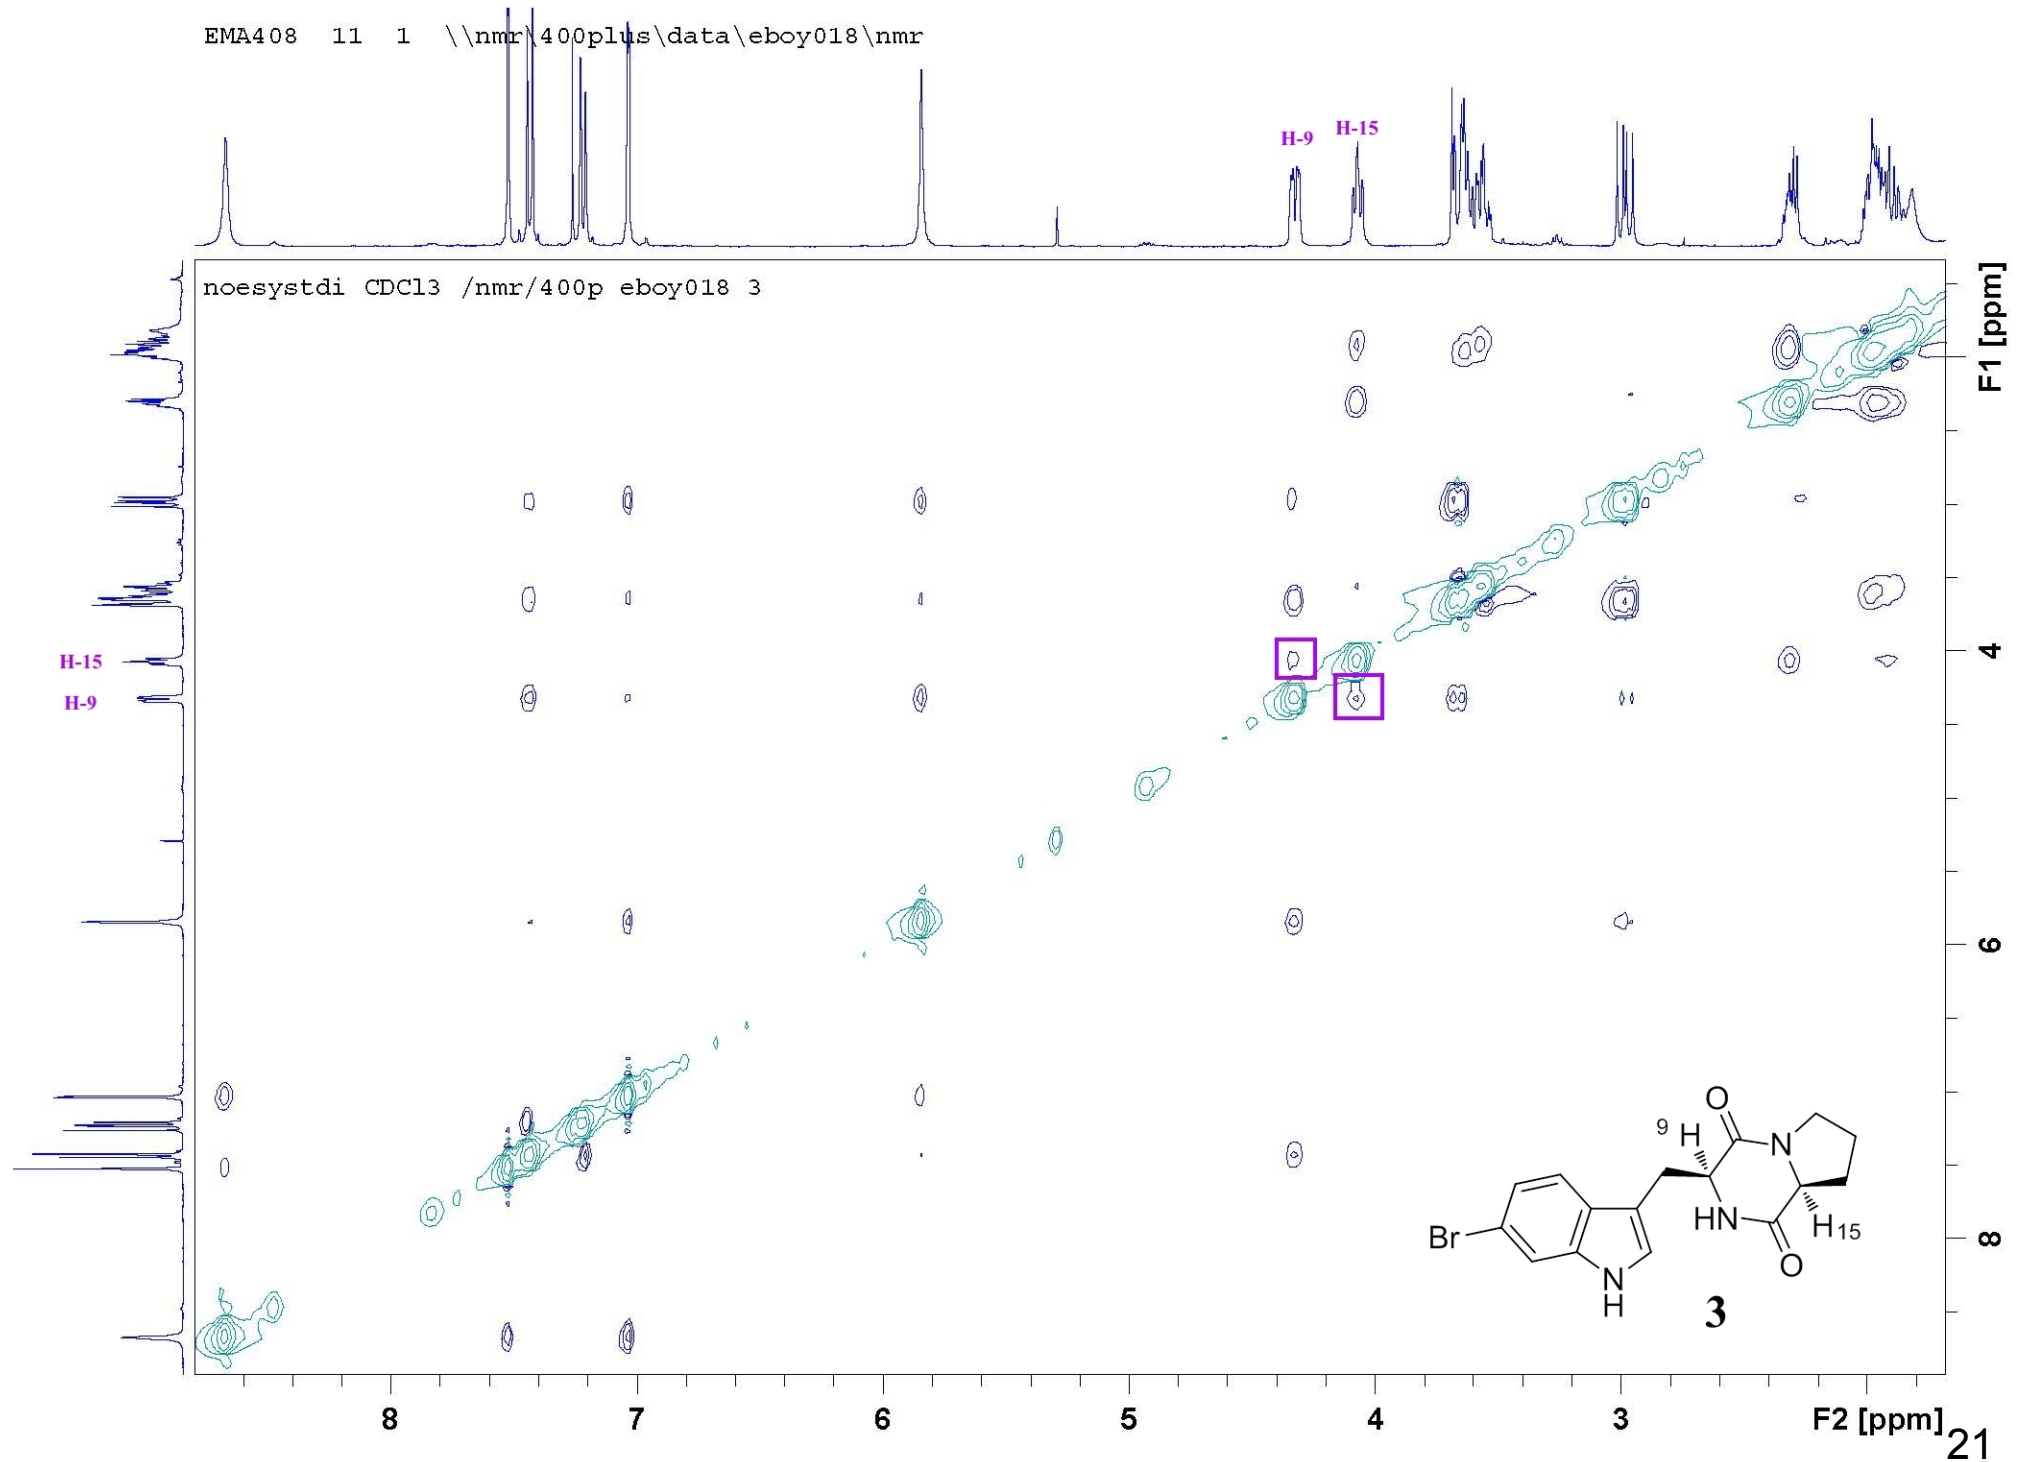 EMA408 11 1 \\nmr\400plus\data\eboy018\nmr
H-9
H-15
noesystdi CDCl3 /nmr/400p eboy018 3
F1 [ppm]
H-15
H-9
4
6
8
O
9 H
N
HN
H 15
O
Br
N
H
3
8 7 6 5 4 3 F2 [ppm]
21